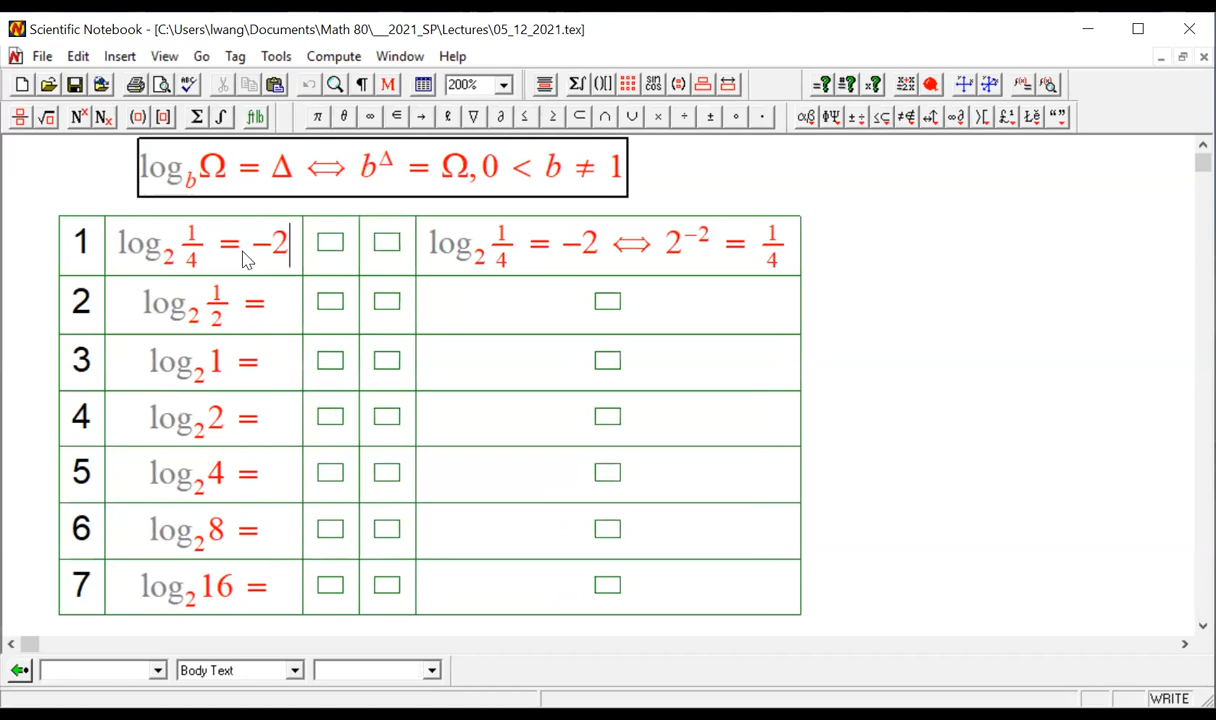 Scientific Notebook - [C:\Users\lwang\Documents\Math 80\__2021_SP\Lectures\05_12_2021.tex]
File Edit Insert View Go Tag Tools Compute Window Help
200%
log_b Ω = Δ ⟺ b^Δ = Ω, 0 < b ≠ 1
1 log_2 1/4 = −2 log_2 1/4 = −2 ⟺ 2^−2 = 1/4
2 log_2 1/2 =
3 log_2 1 =
4 log_2 2 =
5 log_2 4 =
6 log_2 8 =
7 log_2 16 =
Body Text
WRITE